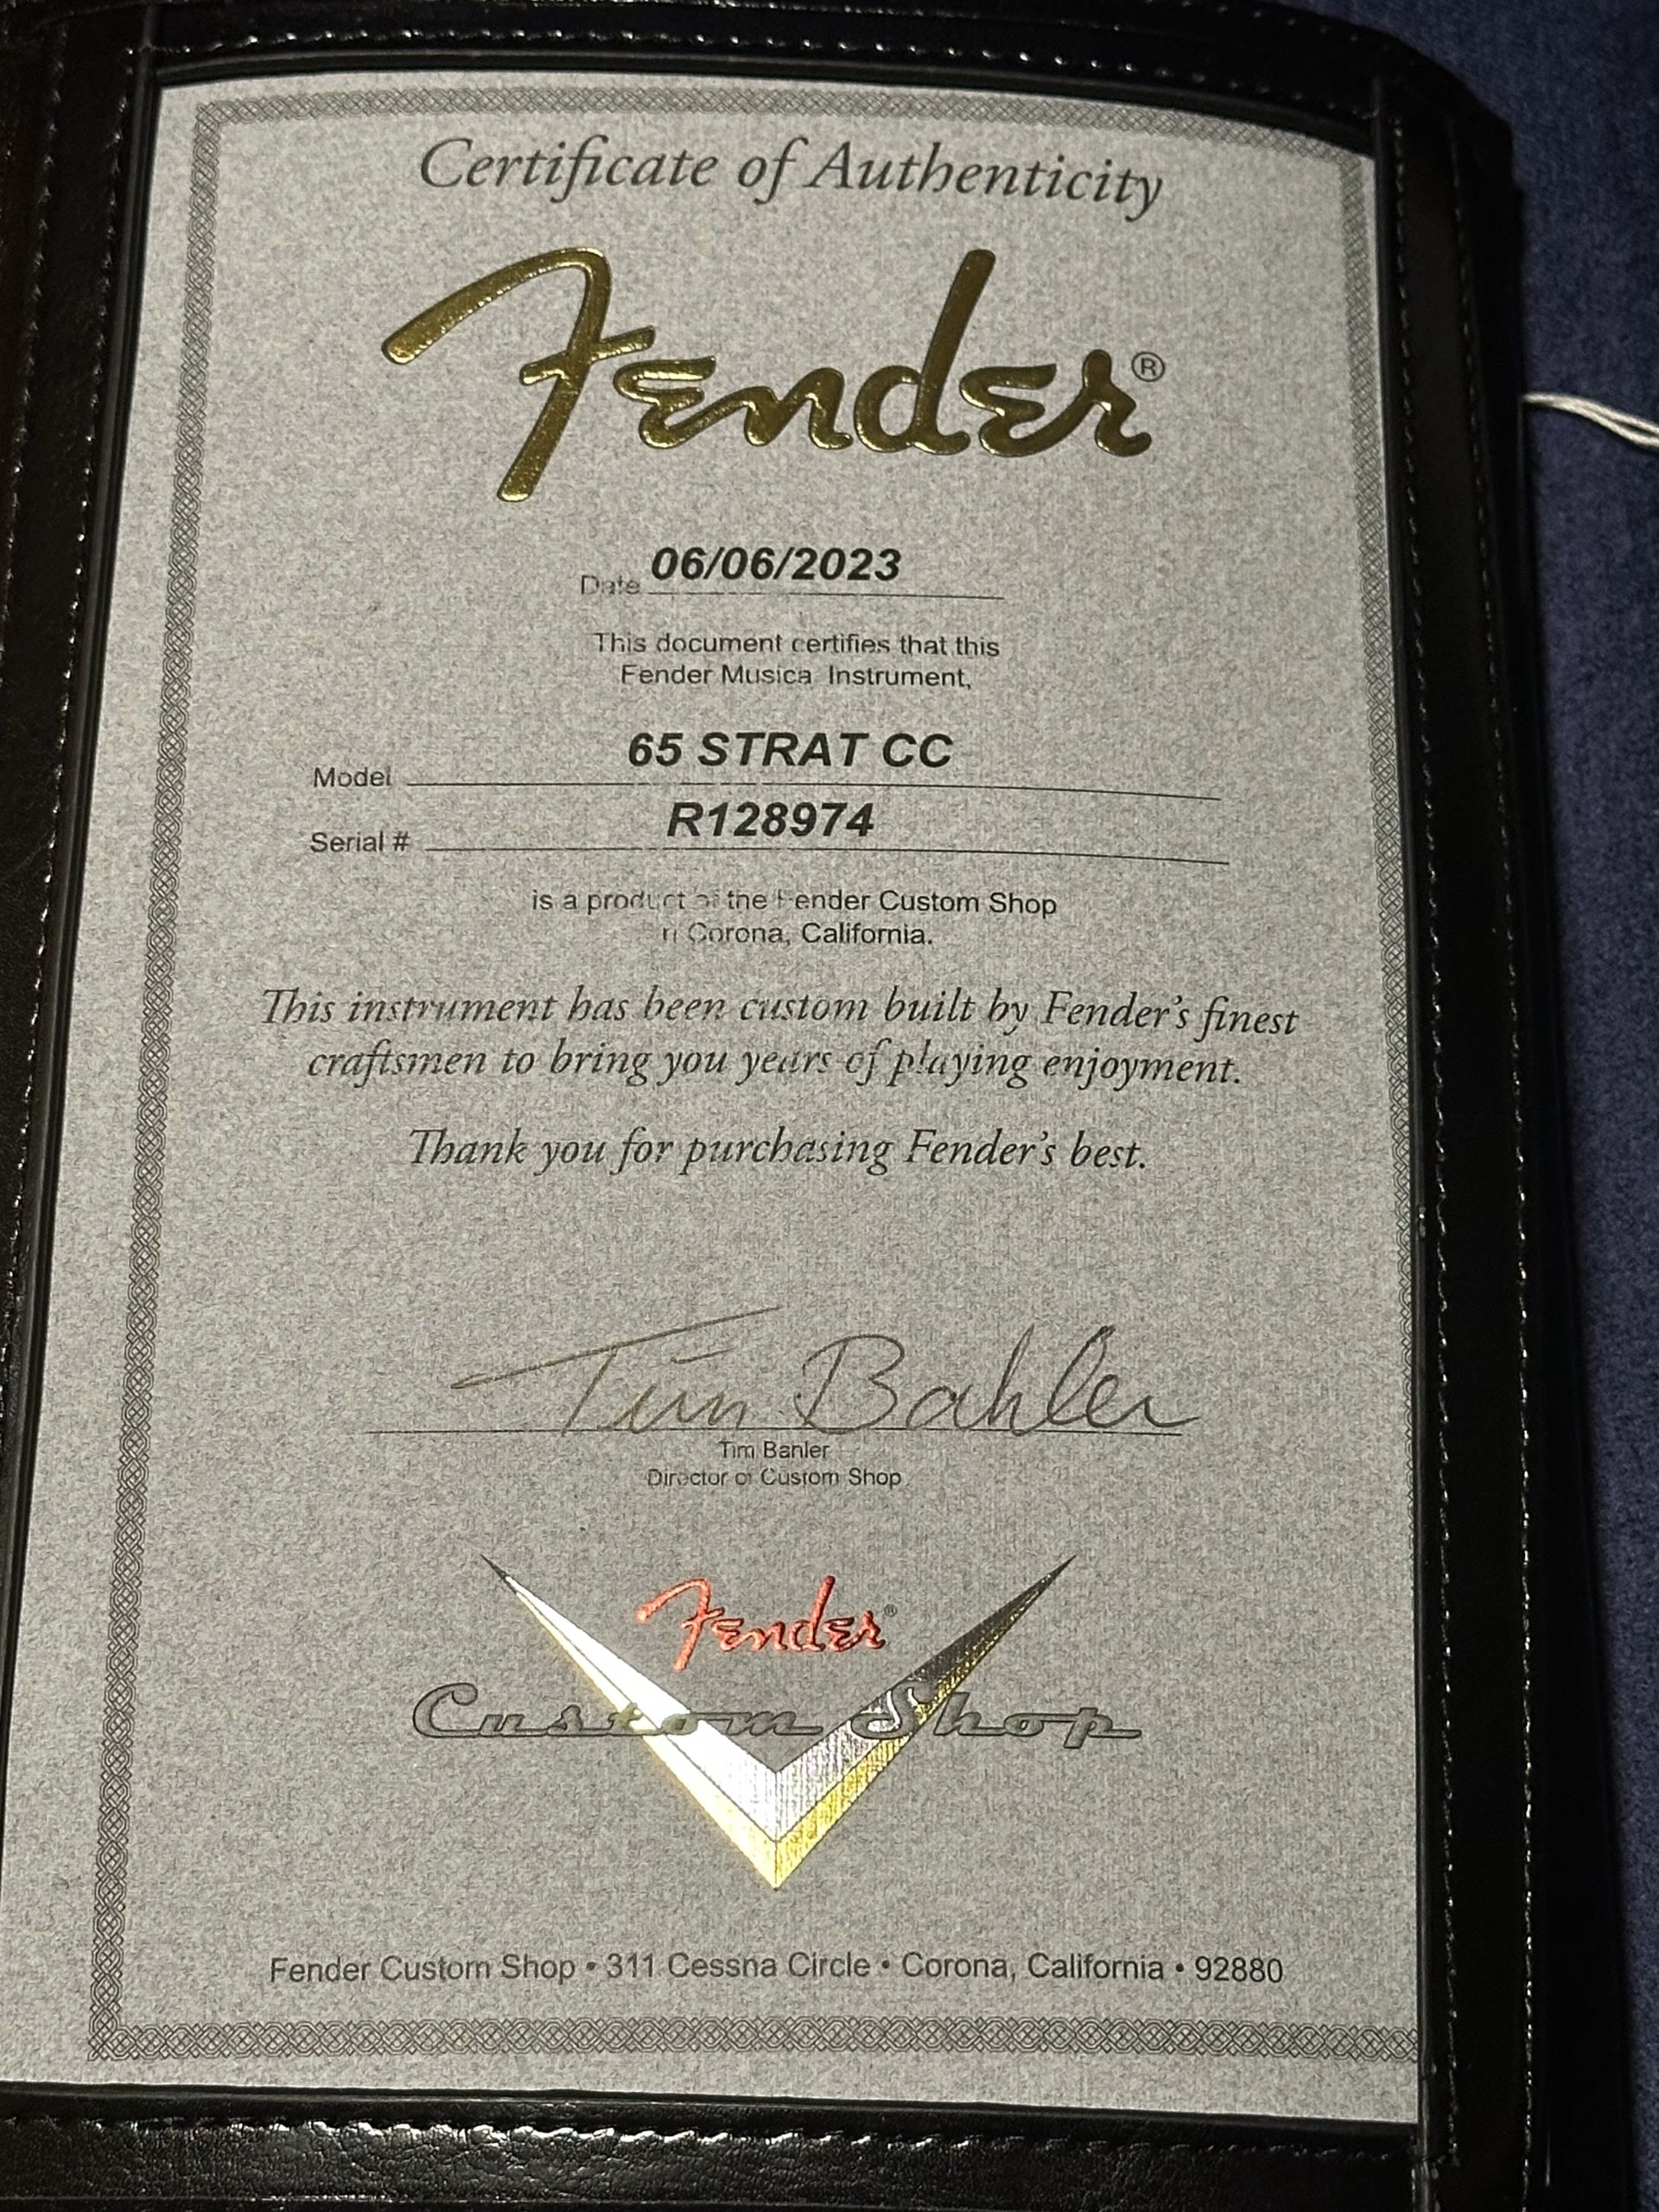 Certificate of Authenticity
Fender®
Date 06/06/2023
This document certifies that this
Fender Musical Instrument,
Model 65 STRAT CC
Serial # R128974
is a product of the Fender Custom Shop
in Corona, California.
This instrument has been custom built by Fender's finest
craftsmen to bring you years of playing enjoyment.
Thank you for purchasing Fender's best.
Tim Bahler
Tim Bahler
Director of Custom Shop
Fender®
Custom Shop
Fender Custom Shop • 311 Cessna Circle • Corona, California • 92880